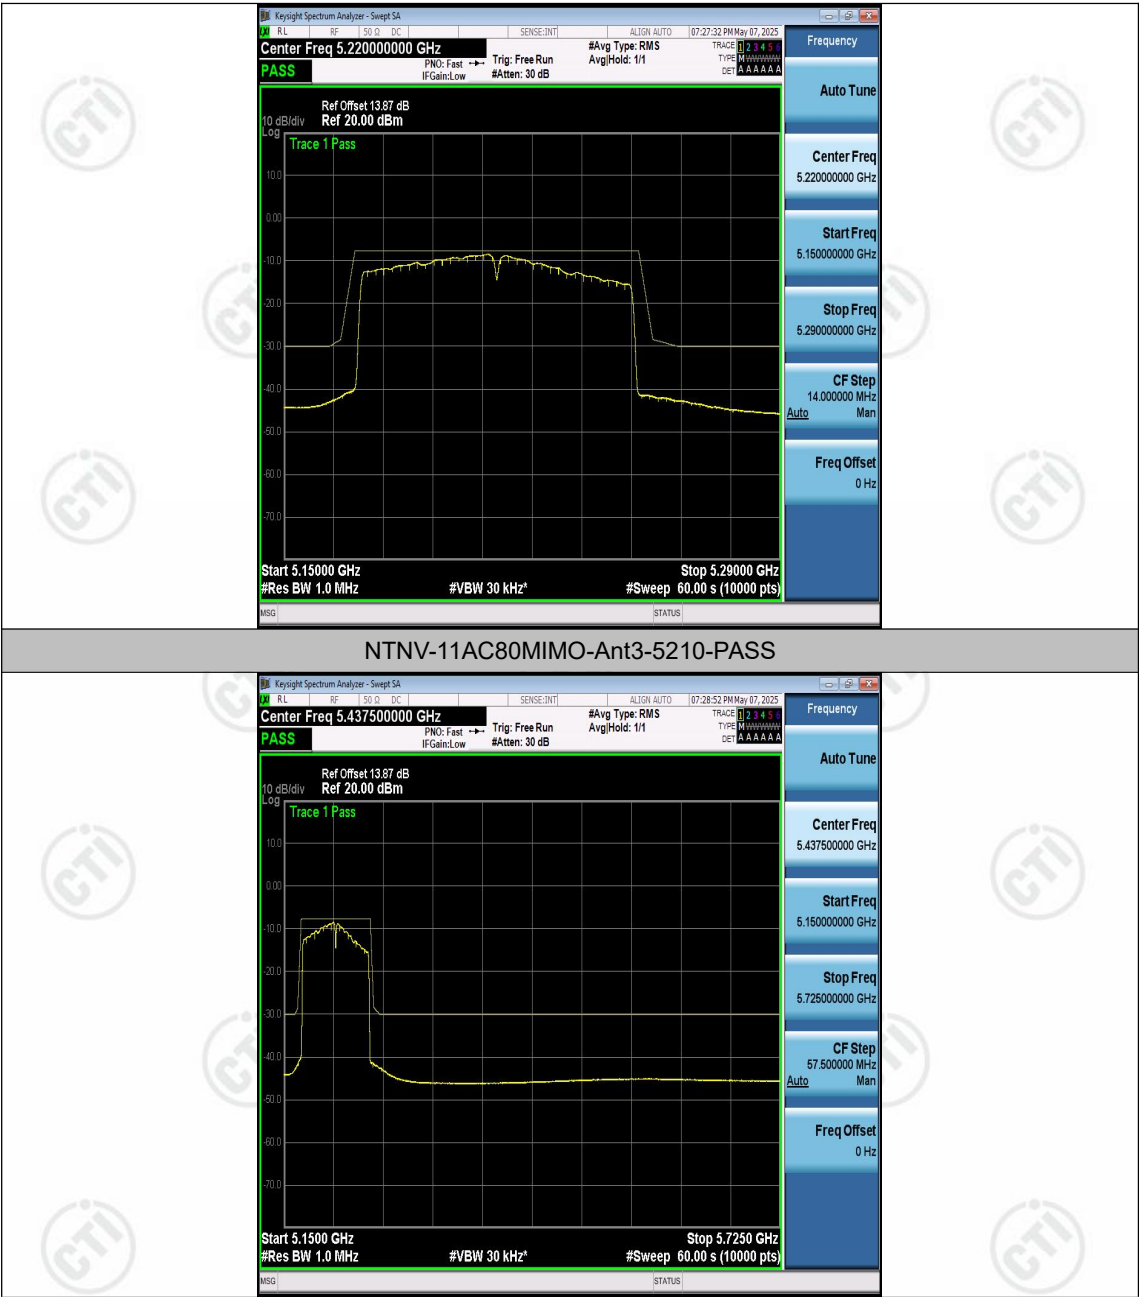 Keysight Spectrum Analyzer - Swept SA
RL RF 50 Ω DC SENSE:INT ALIGN AUTO 07:27:32 PM May 07, 2025
Center Freq 5.220000000 GHz
#Avg Type: RMS
TRACE 1 2 3 4 5 6
PASS
PNO: Fast
Trig: Free Run
Avg|Hold: 1/1
TYPE M WWWWW
IFGain:Low
#Atten: 30 dB
DET A A A A A A
Ref Offset 13.87 dB
10 dB/div Ref 20.00 dBm
Log
Trace 1 Pass
10.0
0.00
-10.0
-20.0
-30.0
-40.0
-50.0
-60.0
-70.0
Start 5.15000 GHz Stop 5.29000 GHz
#Res BW 1.0 MHz #VBW 30 kHz* #Sweep 60.00 s (10000 pts)
MSG STATUS
Frequency
Auto Tune
Center Freq
5.220000000 GHz
Start Freq
5.150000000 GHz
Stop Freq
5.290000000 GHz
CF Step
14.000000 MHz
Auto Man
Freq Offset
0 Hz
NTNV-11AC80MIMO-Ant3-5210-PASS
Keysight Spectrum Analyzer - Swept SA
RL RF 50 Ω DC SENSE:INT ALIGN AUTO 07:28:52 PM May 07, 2025
Center Freq 5.437500000 GHz
#Avg Type: RMS
TRACE 1 2 3 4 5 6
PASS
PNO: Fast
Trig: Free Run
Avg|Hold: 1/1
TYPE M WWWWW
IFGain:Low
#Atten: 30 dB
DET A A A A A A
Ref Offset 13.87 dB
10 dB/div Ref 20.00 dBm
Log
Trace 1 Pass
10.0
0.00
-10.0
-20.0
-30.0
-40.0
-50.0
-60.0
-70.0
Start 5.1500 GHz Stop 5.7250 GHz
#Res BW 1.0 MHz #VBW 30 kHz* #Sweep 60.00 s (10000 pts)
MSG STATUS
Frequency
Auto Tune
Center Freq
5.437500000 GHz
Start Freq
5.150000000 GHz
Stop Freq
5.725000000 GHz
CF Step
57.500000 MHz
Auto Man
Freq Offset
0 Hz
CTI
CTI
CTI
CTI
CTI
CTI
CTI
CTI
CTI
CTI